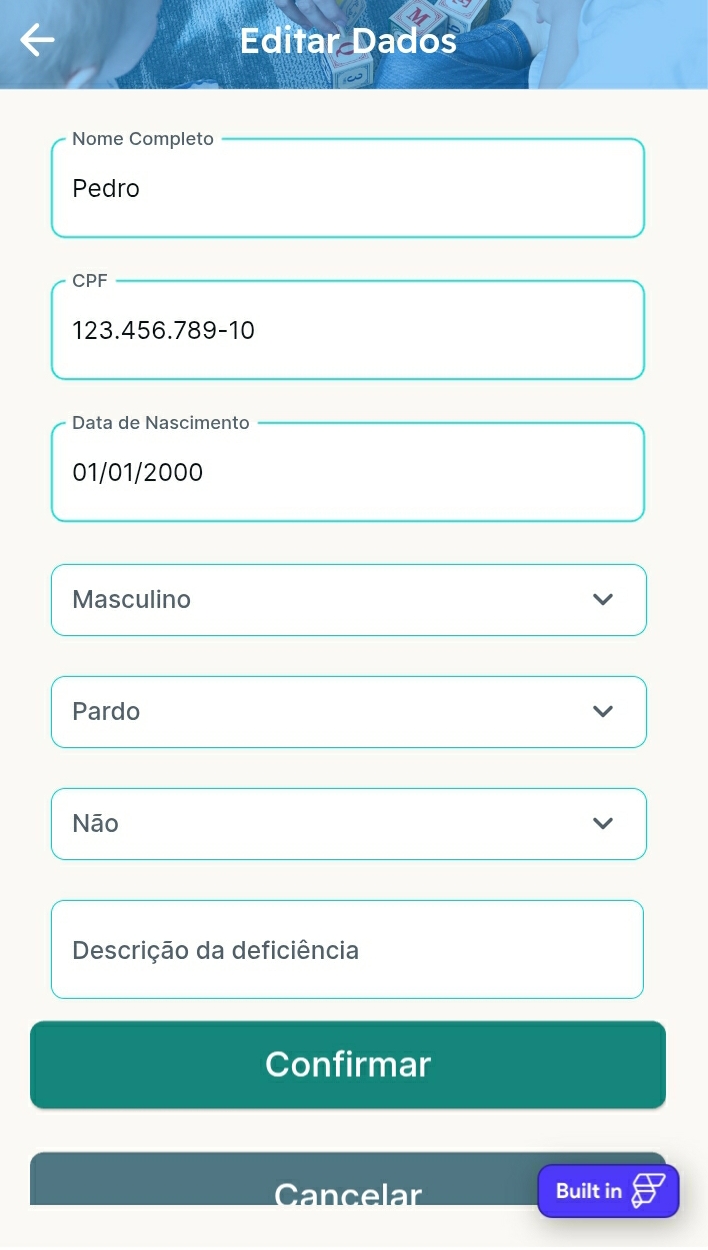 Editar Dados
Nome Completo
Pedro
CPF
123.456.789-10
Data de Nascimento
01/01/2000
Masculino
Pardo
Não
Descrição da deficiência
Confirmar
Cancelar
Built in